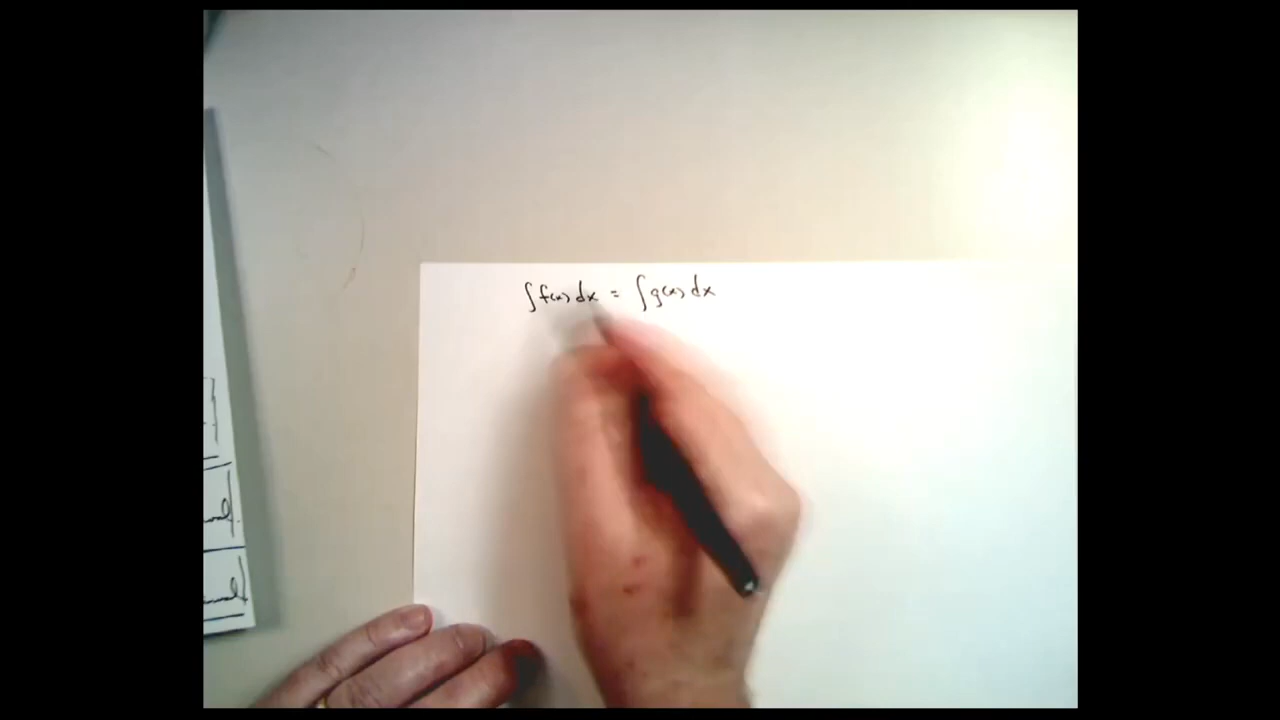 ∫f(x) dx = ∫g(x) dx